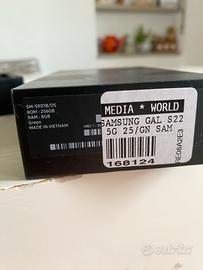 SM-S901B/DS
ROM : 256GB
RAM : 8GB
Green
MADE IN VIETNAM
MEDIA * WORLD
SAMSUNG GAL S22
5G 25/GN SAM
168124
RE08A2E3
subito